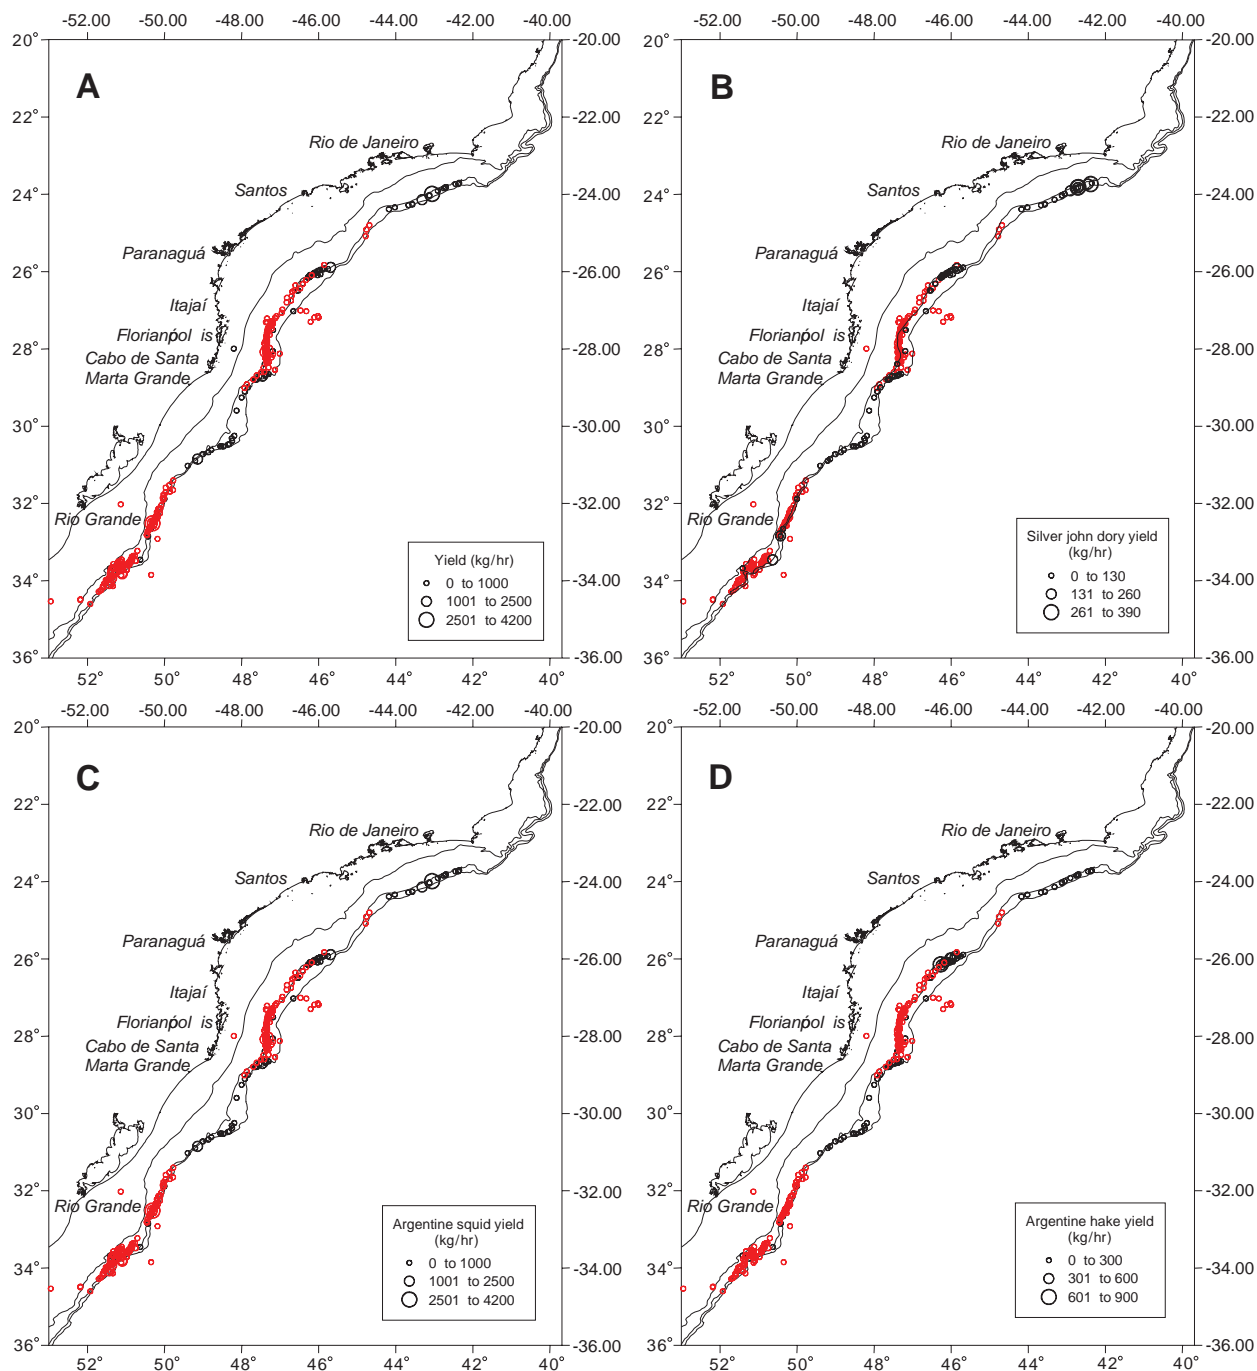 -52.00 -50.00 -48.00 -46.00 -44.00 -42.00 -40.00
20° -20.00
A
22° -22.00
Rio de Janeiro
Santos
24° -24.00
Paranaguá
26° -26.00
Itajaí
Florianṕol is
28° -28.00
Cabo de Santa
Marta Grande
30° -30.00
32° -32.00
Rio Grande
Yield (kg/hr)
0 to 1000
1001 to 2500
2501 to 4200
34° -34.00
36° -36.00
52° 50° 48° 46° 44° 42° 40°
-52.00 -50.00 -48.00 -46.00 -44.00 -42.00 -40.00
20° -20.00
B
22° -22.00
Rio de Janeiro
Santos
24° -24.00
Paranaguá
26° -26.00
Itajaí
Florianṕol is
28° -28.00
Cabo de Santa
Marta Grande
30° -30.00
32° -32.00
Rio Grande
Silver john dory yield
(kg/hr)
0 to 130
131 to 260
261 to 390
34° -34.00
36° -36.00
52° 50° 48° 46° 44° 42° 40°
-52.00 -50.00 -48.00 -46.00 -44.00 -42.00 -40.00
20° -20.00
C
22° -22.00
Rio de Janeiro
Santos
24° -24.00
Paranaguá
26° -26.00
Itajaí
Florianṕol is
28° -28.00
Cabo de Santa
Marta Grande
30° -30.00
32° -32.00
Rio Grande
Argentine squid yield
(kg/hr)
0 to 1000
1001 to 2500
2501 to 4200
34° -34.00
36° -36.00
52° 50° 48° 46° 44° 42° 40°
-52.00 -50.00 -48.00 -46.00 -44.00 -42.00 -40.00
20° -20.00
D
22° -22.00
Rio de Janeiro
Santos
24° -24.00
Paranaguá
26° -26.00
Itajaí
Florianṕol is
28° -28.00
Cabo de Santa
Marta Grande
30° -30.00
32° -32.00
Rio Grande
Argentine hake yield
(kg/hr)
0 to 300
301 to 600
601 to 900
34° -34.00
36° -36.00
52° 50° 48° 46° 44° 42° 40°